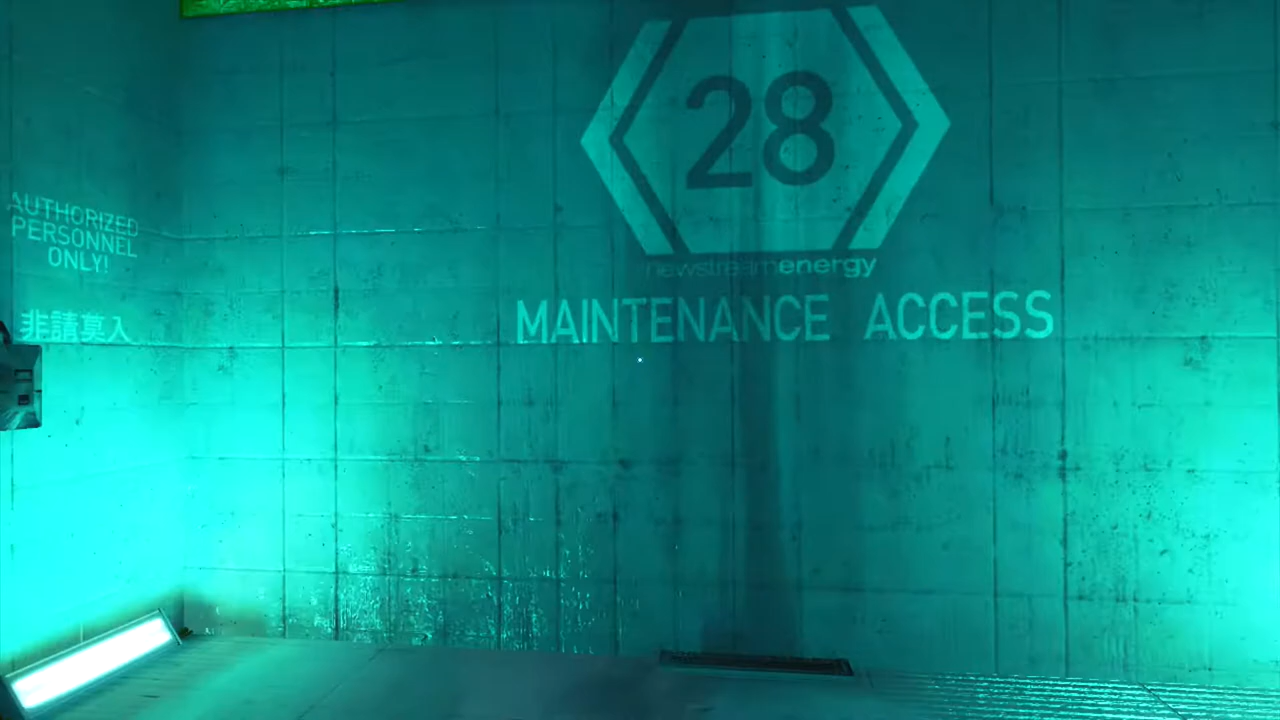 28
newstreamenergy
MAINTENANCE ACCESS
AUTHORIZED
PERSONNEL
ONLY!
非請莫入